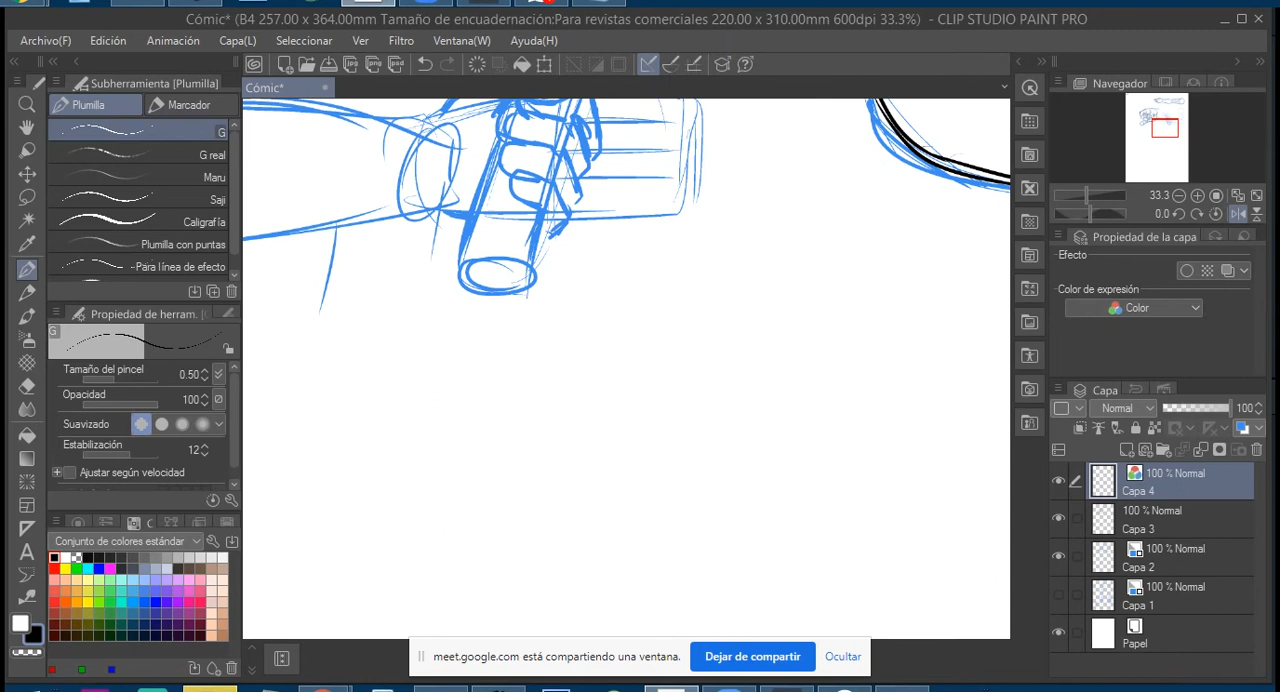 Cómic* (B4 257.00 x 364.00mm Tamaño de encuadernación:Para revistas comerciales 220.00 x 310.00mm 600dpi 33.3%) - CLIP STUDIO PAINT PRO
Archivo(F) Edición Animación Capa(L) Seleccionar Ver Filtro Ventana(W) Ayuda(H)
Subherramienta [Plumilla]
Plumilla Marcador
G
G real
Maru
Saji
Caligrafía
Plumilla con puntas
Para línea de efecto
Propiedad de herram. [G
G
Tamaño del pincel 0.50
Opacidad 100
Suavizado
Estabilización 12
Ajustar según velocidad
Conjunto de colores estándar
Cómic*
Navegador
33.3
0.0
Propiedad de la capa
Efecto
Color de expresión
Color
Capa
Normal 100
100 % Normal
Capa 4
100 % Normal
Capa 3
100 % Normal
Capa 2
100 % Normal
Capa 1
Papel
meet.google.com está compartiendo una ventana. Dejar de compartir Ocultar